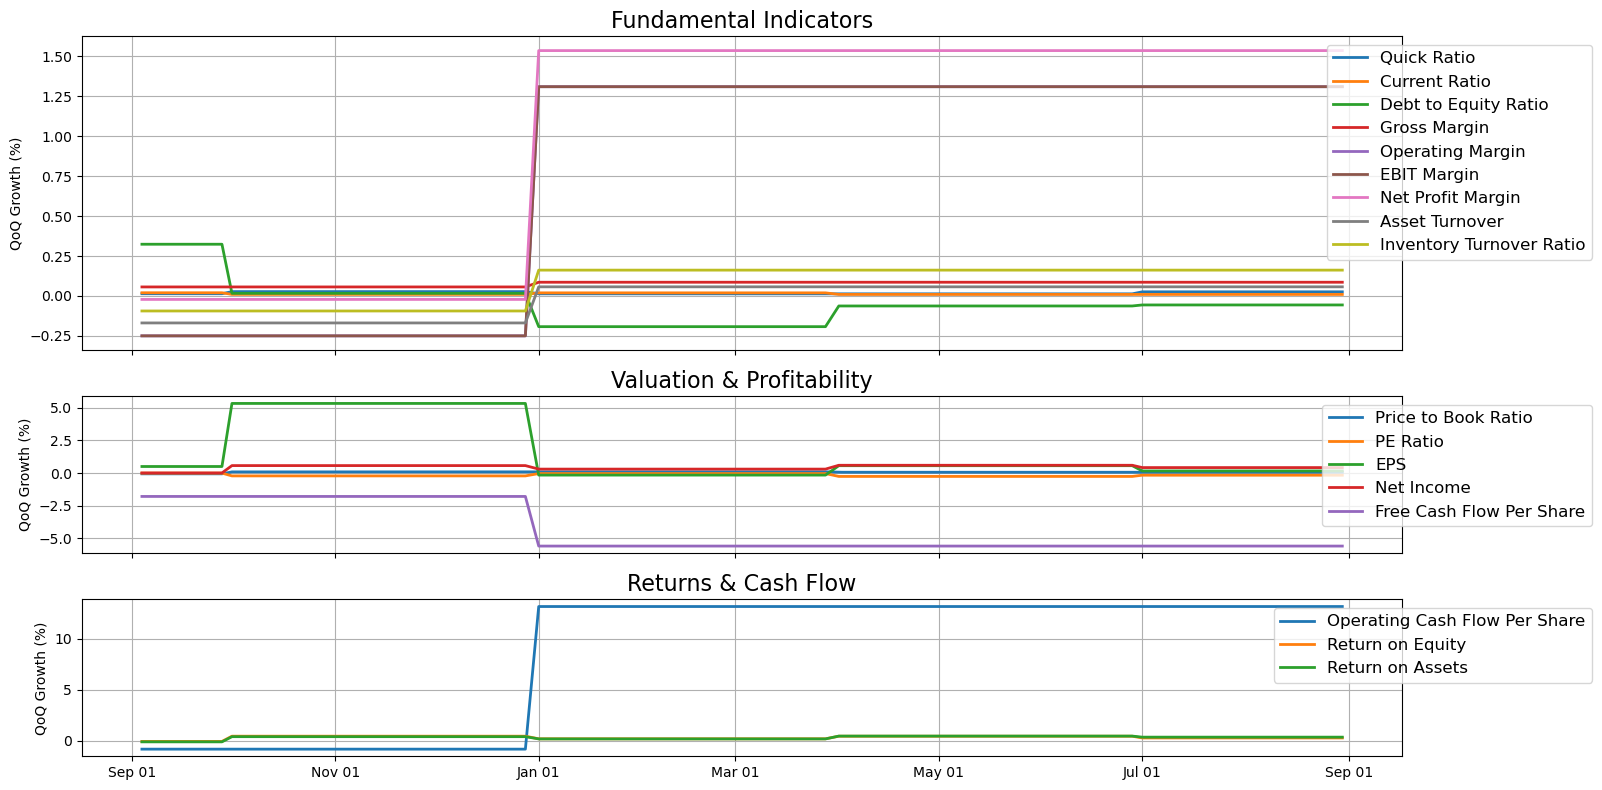 Fundamental Indicators
QoQ Growth (%)
1.50
1.25
1.00
0.75
0.50
0.25
0.00
−0.25
Quick Ratio
Current Ratio
Debt to Equity Ratio
Gross Margin
Operating Margin
EBIT Margin
Net Profit Margin
Asset Turnover
Inventory Turnover Ratio
Valuation & Profitability
QoQ Growth (%)
5.0
2.5
0.0
−2.5
−5.0
Price to Book Ratio
PE Ratio
EPS
Net Income
Free Cash Flow Per Share
Returns & Cash Flow
QoQ Growth (%)
10
5
0
Operating Cash Flow Per Share
Return on Equity
Return on Assets
Sep 01 Nov 01 Jan 01 Mar 01 May 01 Jul 01 Sep 01